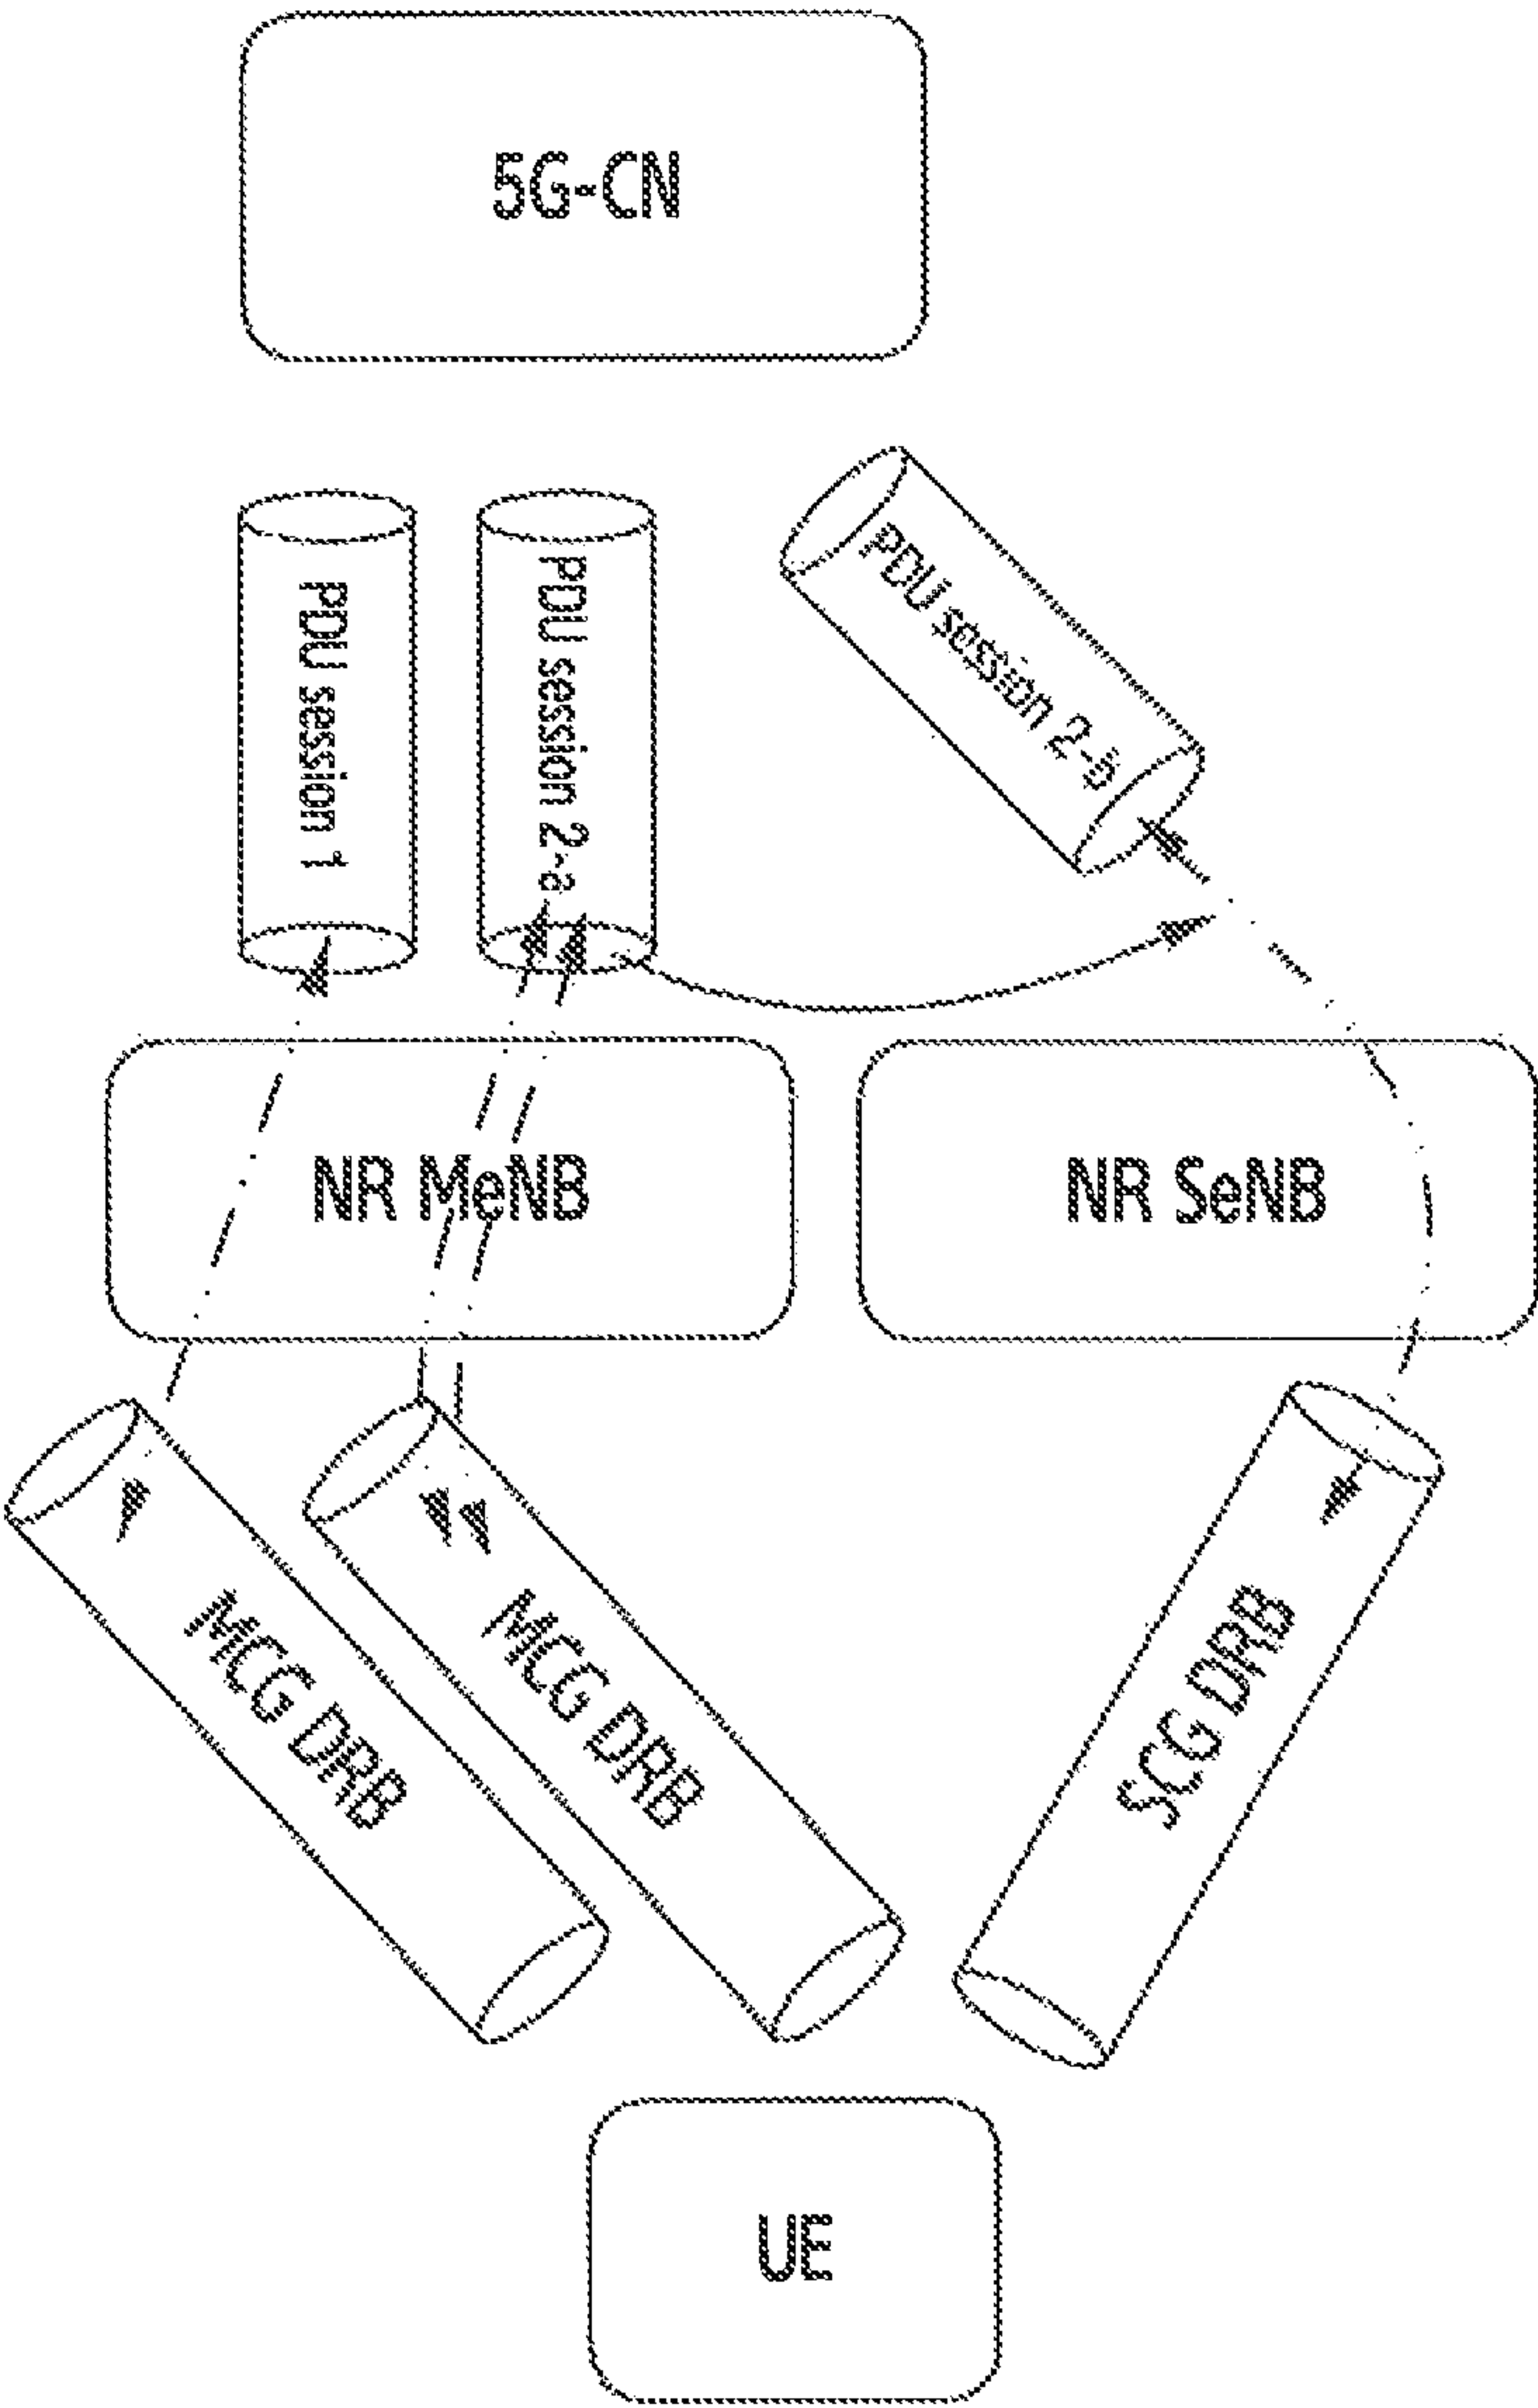 5G-CN
PDU session 1
PDU session 2-a
PDU session 2-b
NR MeNB
NR SeNB
MCG DRB
MCG DRB
SCG DRB
UE